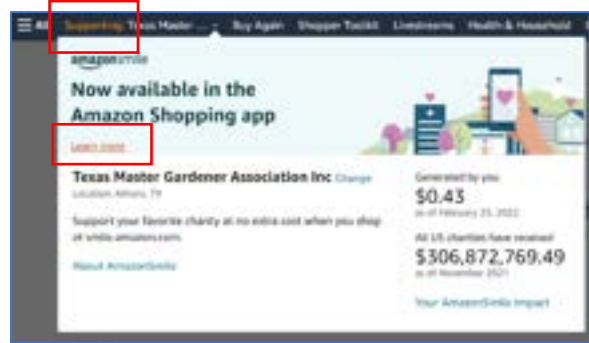 All Supporting: Texas Master ... Buy Again Shopper Toolkit Livestreams Health & Household
amazonsmile
Now available in the
Amazon Shopping app
Learn more
Texas Master Gardener Association Inc Change
Location: Athens, TX
Support your favorite charity at no extra cost when you shop
at smile.amazon.com.
About AmazonSmile
Generated by you
$0.43
as of February 25, 2022
All US charities have received
$306,872,769.49
as of November 2021
Your AmazonSmile Impact